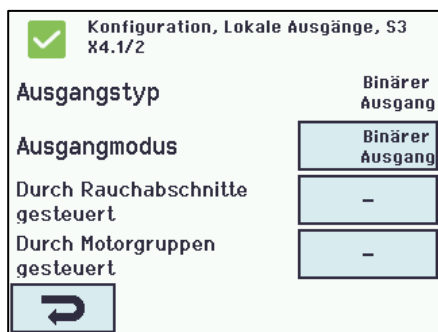 Konfiguration, Lokale Ausgänge, S3
X4.1/2
Ausgangstyp
Binärer
Ausgang
Ausgangmodus
Binärer
Ausgang
Durch Rauchabschnitte
gesteuert
–
Durch Motorgruppen
gesteuert
–